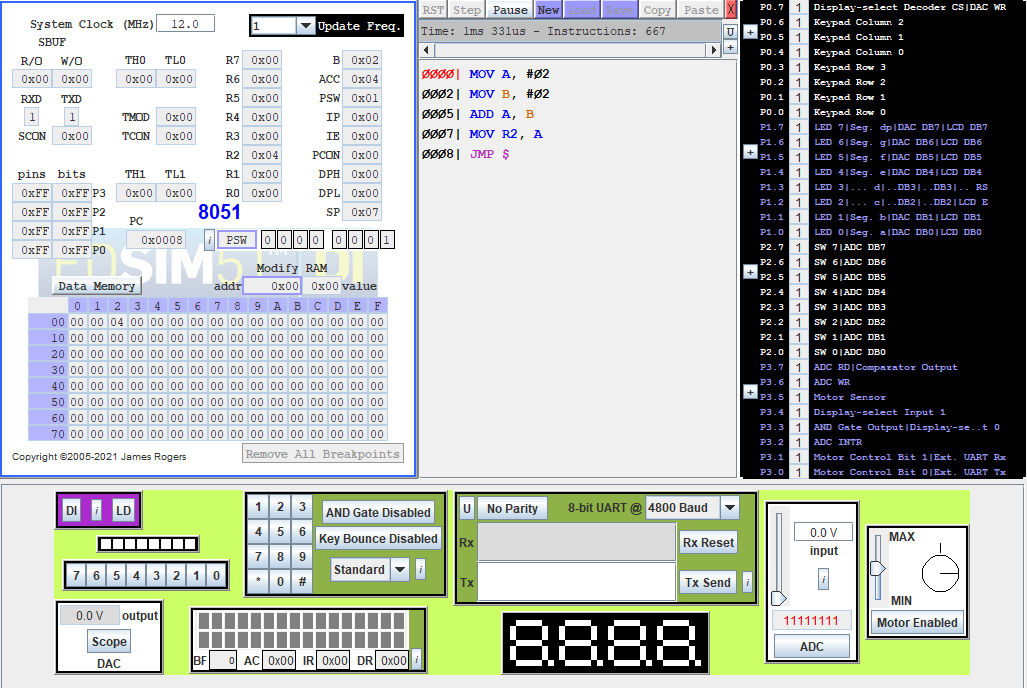 System Clock (MHz) 12.0 1 Update Freq.
SBUF
R/O W/O TH0 TL0 R7 0x00 B 0x02
0x00 0x00 0x00 0x00 R6 0x00 ACC 0x04
RXD TXD R5 0x00 PSW 0x01
1 1 TMOD 0x00 R4 0x00 IP 0x00
SCON 0x00 TCON 0x00 R3 0x00 IE 0x00
R2 0x04 PCON 0x00
pins bits TH1 TL1 R1 0x00 DPH 0x00
0xFF 0xFF P3 0x00 0x00 R0 0x00 DPL 0x00
0xFF 0xFF P2 8051 SP 0x07
0xFF 0xFF P1 PC
0xFF 0xFF P0 0x0008 i PSW 0 0 0 0 0 0 0 1
Modify RAM
Data Memory addr 0x00 0x00 value
0 1 2 3 4 5 6 7 8 9 A B C D E F
00 00 00 04 00 00 00 00 00 00 00 00 00 00 00 00 00
10 00 00 00 00 00 00 00 00 00 00 00 00 00 00 00 00
20 00 00 00 00 00 00 00 00 00 00 00 00 00 00 00 00
30 00 00 00 00 00 00 00 00 00 00 00 00 00 00 00 00
40 00 00 00 00 00 00 00 00 00 00 00 00 00 00 00 00
50 00 00 00 00 00 00 00 00 00 00 00 00 00 00 00 00
60 00 00 00 00 00 00 00 00 00 00 00 00 00 00 00 00
70 00 00 00 00 00 00 00 00 00 00 00 00 00 00 00 00
Copyright ©2005-2021 James Rogers Remove All Breakpoints
RST Step Pause New Load Save Copy Paste X
Time: 1ms 33lus - Instructions: 667 U
+
0000| MOV A, #02
0002| MOV B, #02
0005| ADD A, B
0007| MOV R2, A
0008| JMP $
P0.7 1 Display-select Decoder CS|DAC WR
P0.6 1 Keypad Column 2
P0.5 1 Keypad Column 1
P0.4 1 Keypad Column 0
P0.3 1 Keypad Row 3
P0.2 1 Keypad Row 2
P0.1 1 Keypad Row 1
P0.0 1 Keypad Row 0
P1.7 1 LED 7|Seg. dp|DAC DB7|LCD DB7
P1.6 1 LED 6|Seg. g|DAC DB6|LCD DB6
P1.5 1 LED 5|Seg. f|DAC DB5|LCD DB5
P1.4 1 LED 4|Seg. e|DAC DB4|LCD DB4
P1.3 1 LED 3|... d|..DB3|..DB3|.. RS
P1.2 1 LED 2|... c|..DB2|..DB2|LCD E
P1.1 1 LED 1|Seg. b|DAC DB1|LCD DB1
P1.0 1 LED 0|Seg. a|DAC DB0|LCD DB0
P2.7 1 SW 7|ADC DB7
P2.6 1 SW 6|ADC DB6
P2.5 1 SW 5|ADC DB5
P2.4 1 SW 4|ADC DB4
P2.3 1 SW 3|ADC DB3
P2.2 1 SW 2|ADC DB2
P2.1 1 SW 1|ADC DB1
P2.0 1 SW 0|ADC DB0
P3.7 1 ADC RD|Comparator Output
P3.6 1 ADC WR
P3.5 1 Motor Sensor
P3.4 1 Display-select Input 1
P3.3 1 AND Gate Output|Display-se..t 0
P3.2 1 ADC INTR
P3.1 1 Motor Control Bit 1|Ext. UART Rx
P3.0 1 Motor Control Bit 0|Ext. UART Tx
DI i LD
7 6 5 4 3 2 1 0
0.0 V output
Scope
DAC
1 2 3 AND Gate Disabled
4 5 6 Key Bounce Disabled
7 8 9 Standard i
* 0 #
BF 0 AC 0x00 IR 0x00 DR 0x00 i
U No Parity 8-bit UART @ 4800 Baud
Rx Rx Reset
Tx Tx Send i
8.8.8.8.
0.0 V
input
i
11111111
ADC
MAX
MIN
Motor Enabled